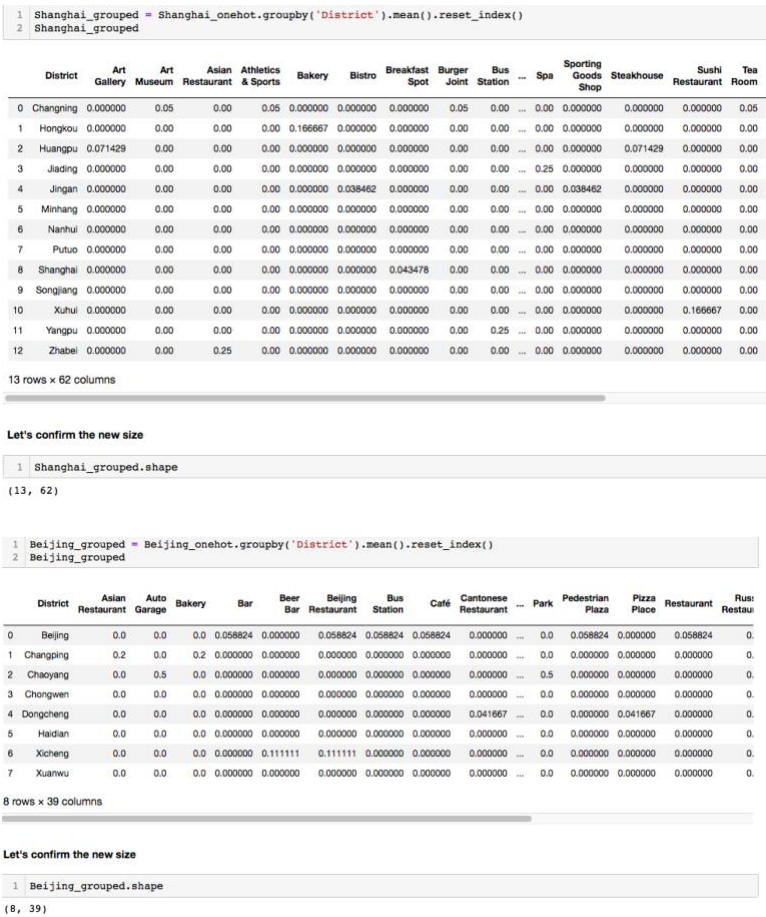 1 Shanghai_grouped = Shanghai_onehot.groupby('District').mean().reset_index()
2 Shanghai_grouped
District Art Gallery Art Museum Asian Restaurant Athletics & Sports Bakery Bistro Breakfast Spot Burger Joint Bus Station ... Spa Sporting Goods Shop Steakhouse Sushi Restaurant Tea Room
0 Changning 0.000000 0.05 0.00 0.05 0.000000 0.000000 0.000000 0.05 0.00 ... 0.00 0.000000 0.000000 0.000000 0.05
1 Hongkou 0.000000 0.00 0.00 0.00 0.166667 0.000000 0.000000 0.00 0.00 ... 0.00 0.000000 0.000000 0.000000 0.00
2 Huangpu 0.071429 0.00 0.00 0.00 0.000000 0.000000 0.000000 0.00 0.00 ... 0.00 0.000000 0.071429 0.000000 0.00
3 Jiading 0.000000 0.00 0.00 0.00 0.000000 0.000000 0.000000 0.00 0.00 ... 0.25 0.000000 0.000000 0.000000 0.00
4 Jingan 0.000000 0.00 0.00 0.00 0.000000 0.038462 0.000000 0.00 0.00 ... 0.00 0.038462 0.000000 0.000000 0.00
5 Minhang 0.000000 0.00 0.00 0.00 0.000000 0.000000 0.000000 0.00 0.00 ... 0.00 0.000000 0.000000 0.000000 0.00
6 Nanhui 0.000000 0.00 0.00 0.00 0.000000 0.000000 0.000000 0.00 0.00 ... 0.00 0.000000 0.000000 0.000000 0.00
7 Putuo 0.000000 0.00 0.00 0.00 0.000000 0.000000 0.000000 0.00 0.00 ... 0.00 0.000000 0.000000 0.000000 0.00
8 Shanghai 0.000000 0.00 0.00 0.00 0.000000 0.000000 0.043478 0.00 0.00 ... 0.00 0.000000 0.000000 0.000000 0.00
9 Songjiang 0.000000 0.00 0.00 0.00 0.000000 0.000000 0.000000 0.00 0.00 ... 0.00 0.000000 0.000000 0.000000 0.00
10 Xuhui 0.000000 0.00 0.00 0.00 0.000000 0.000000 0.000000 0.00 0.00 ... 0.00 0.000000 0.000000 0.166667 0.00
11 Yangpu 0.000000 0.00 0.00 0.00 0.000000 0.000000 0.000000 0.00 0.25 ... 0.00 0.000000 0.000000 0.000000 0.00
12 Zhabei 0.000000 0.00 0.25 0.00 0.000000 0.000000 0.000000 0.00 0.00 ... 0.00 0.000000 0.000000 0.000000 0.00
13 rows × 62 columns
Let's confirm the new size
1 Shanghai_grouped.shape
(13, 62)
1 Beijing_grouped = Beijing_onehot.groupby('District').mean().reset_index()
2 Beijing_grouped
District Asian Restaurant Auto Garage Bakery Bar Beer Bar Beijing Restaurant Bus Station Café Cantonese Restaurant ... Park Pedestrian Plaza Pizza Place Restaurant Russ Restau
0 Beijing 0.0 0.0 0.0 0.058824 0.000000 0.058824 0.058824 0.058824 0.000000 ... 0.0 0.058824 0.000000 0.058824 0.
1 Changping 0.2 0.0 0.2 0.000000 0.000000 0.000000 0.000000 0.000000 0.000000 ... 0.0 0.000000 0.000000 0.000000 0.
2 Chaoyang 0.0 0.5 0.0 0.000000 0.000000 0.000000 0.000000 0.000000 0.000000 ... 0.5 0.000000 0.000000 0.000000 0.
3 Chongwen 0.0 0.0 0.0 0.000000 0.000000 0.000000 0.000000 0.000000 0.000000 ... 0.0 0.000000 0.000000 0.000000 0.
4 Dongcheng 0.0 0.0 0.0 0.000000 0.000000 0.000000 0.000000 0.000000 0.041667 ... 0.0 0.000000 0.041667 0.000000 0.
5 Haidian 0.0 0.0 0.0 0.000000 0.000000 0.000000 0.000000 0.000000 0.000000 ... 0.0 0.000000 0.000000 0.000000 0.
6 Xicheng 0.0 0.0 0.0 0.000000 0.111111 0.111111 0.000000 0.000000 0.000000 ... 0.0 0.000000 0.000000 0.000000 0.
7 Xuanwu 0.0 0.0 0.0 0.000000 0.000000 0.000000 0.000000 0.000000 0.000000 ... 0.0 0.000000 0.000000 0.000000 0.
8 rows × 39 columns
Let's confirm the new size
1 Beijing_grouped.shape
(8, 39)